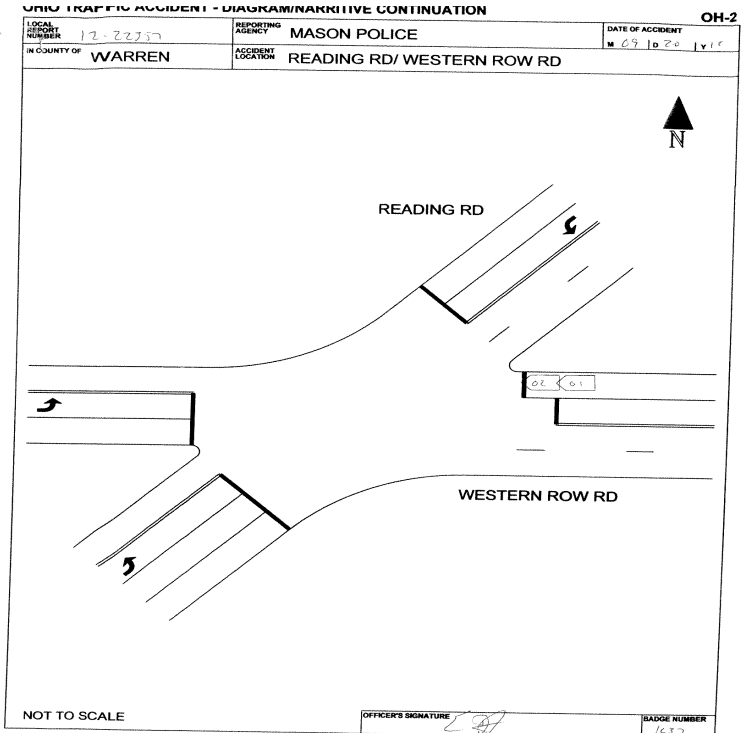 OHIO TRAFFIC ACCIDENT - DIAGRAM/NARRITIVE CONTINUATION
OH-2
LOCAL REPORT NUMBER 12-22357
REPORTING AGENCY MASON POLICE
DATE OF ACCIDENT
M 09 D 20 Y
IN COUNTY OF WARREN
ACCIDENT LOCATION READING RD/ WESTERN ROW RD
N
READING RD
02 01
WESTERN ROW RD
NOT TO SCALE
OFFICER'S SIGNATURE
BADGE NUMBER